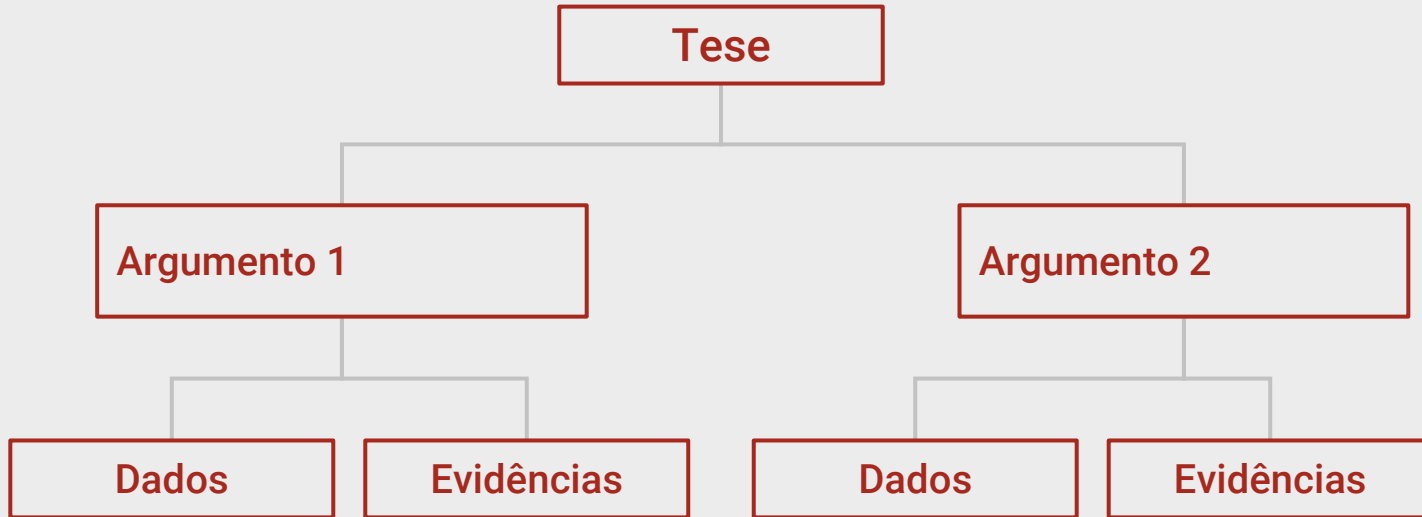 Tese
Argumento 1
Argumento 2
Dados
Evidências
Dados
Evidências